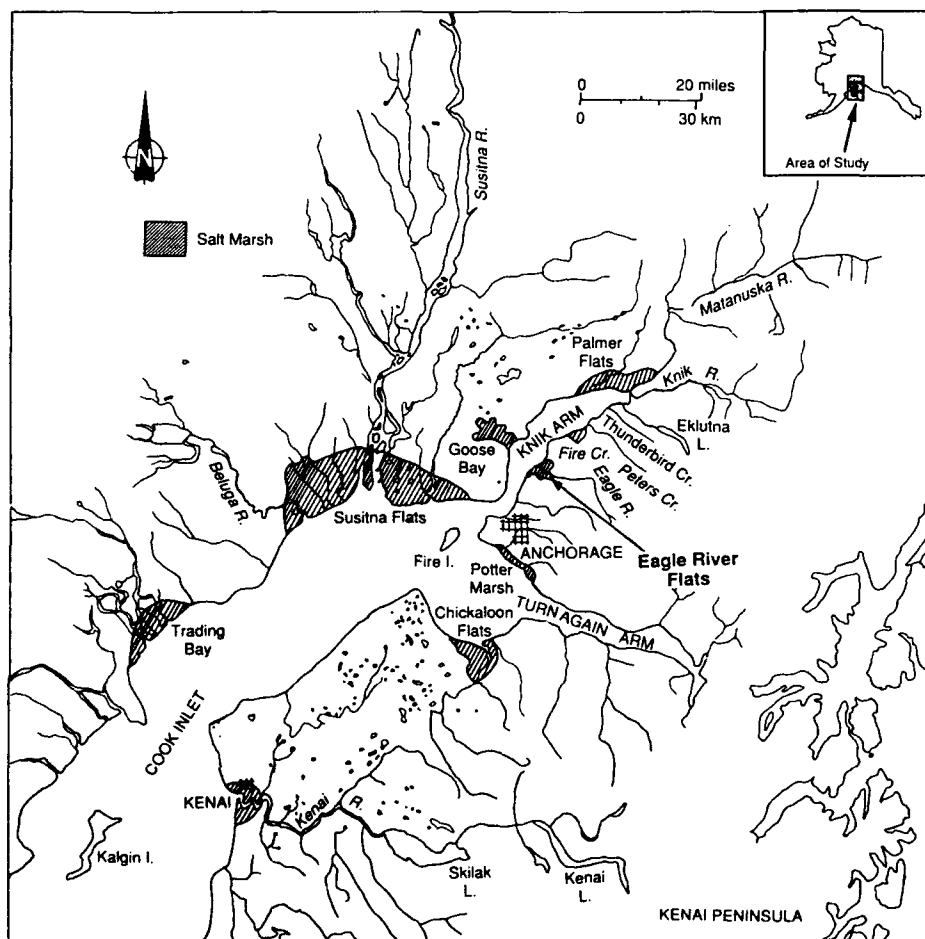 0 20 miles
0 30 km
Area of Study
N
Salt Marsh
Susitna R.
Matanuska R.
Palmer
Flats
Knik R.
KNIK ARM
Eklutna
L.
Goose
Bay
Thunderbird Cr.
Fire Cr.
Peters Cr.
Eagle R.
Beluga R.
Susitna Flats
Fire I.
ANCHORAGE
Eagle River
Flats
Potter
Marsh
Chickaloon
Flats
TURN AGAIN ARM
Trading
Bay
COOK INLET
KENAI
Kenai R.
Kalgin I.
Skilak
L.
Kenai
L.
KENAI PENINSULA